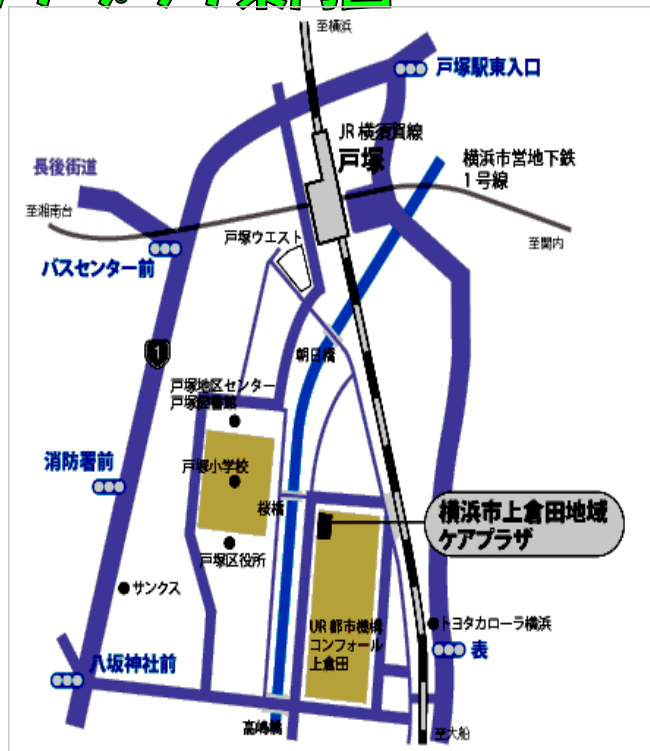 至横浜
戸塚駅東入口
JR 横須賀線
戸塚
横浜市営地下鉄
1号線
長後街道
至湘南台
戸塚ウエスト
至関内
バスセンター前
1
朝日橋
戸塚地区センター
戸塚図書館
消防署前
戸塚小学校
桜橋
横浜市上倉田地域
ケアプラザ
戸塚区役所
サンクス
UR 都市機構
コンフォール
上倉田
トヨタカローラ横浜
表
八坂神社前
高嶋橋
至大船